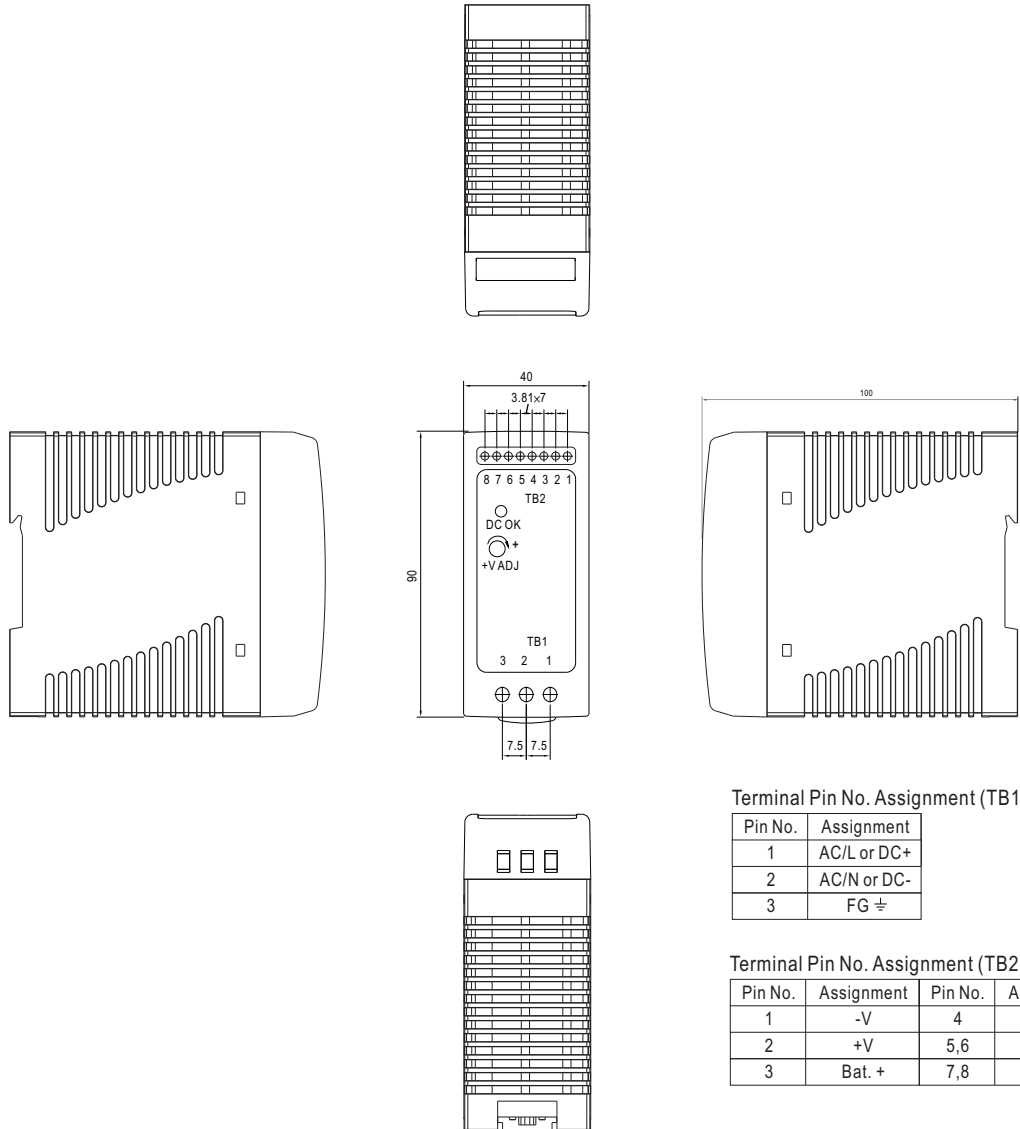 40
3.81×7
100
8 7 6 5 4 3 2 1
TB2
DC OK
+
+V ADJ
90
TB1
3 2 1
7.5 7.5
Terminal Pin No. Assignment (TB1
Pin No. Assignment
1 AC/L or DC+
2 AC/N or DC-
3 FG ⏚
Terminal Pin No. Assignment (TB2
Pin No. Assignment Pin No. A
1 -V 4
2 +V 5,6
3 Bat. + 7,8